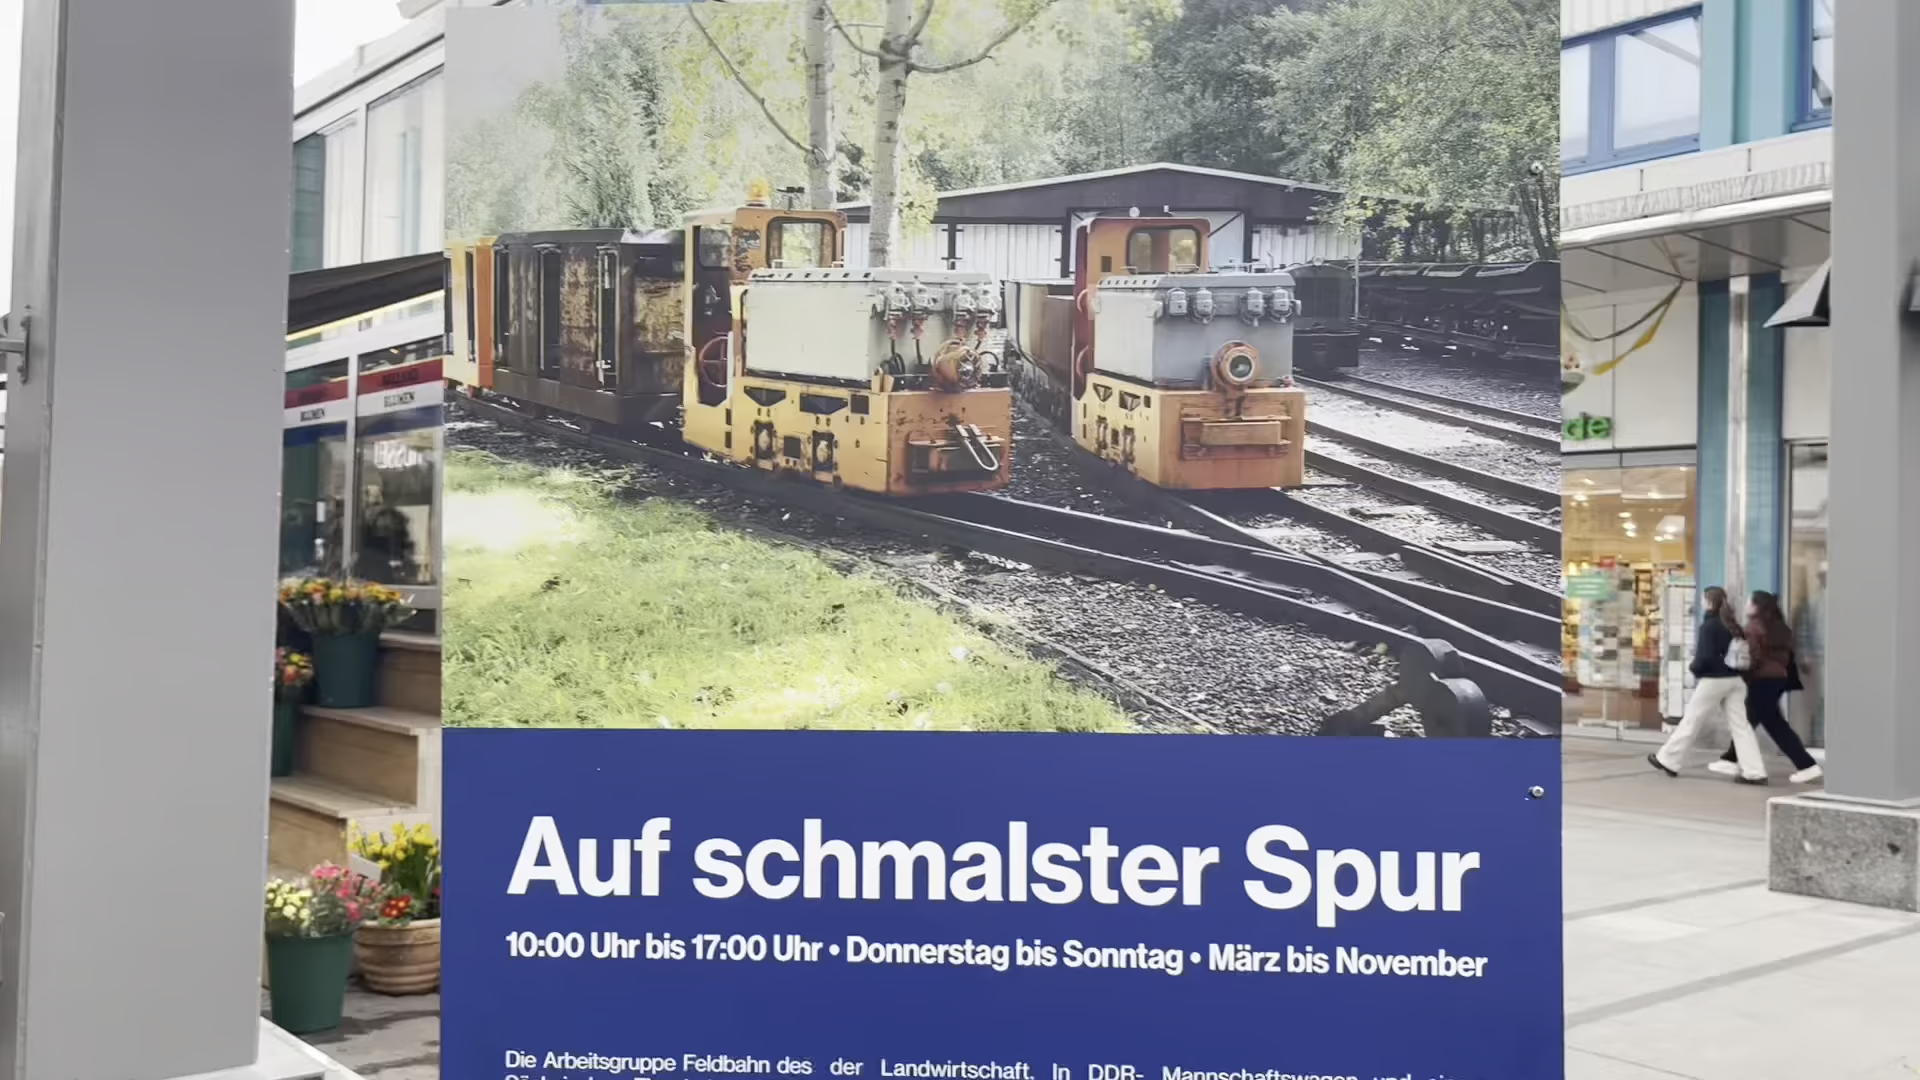 de
Auf schmalster Spur
10:00 Uhr bis 17:00 Uhr • Donnerstag bis Sonntag • März bis November
Die Arbeitsgruppe Feldbahn des der Landwirtschaft. In DDR- Mannschaftswagen und